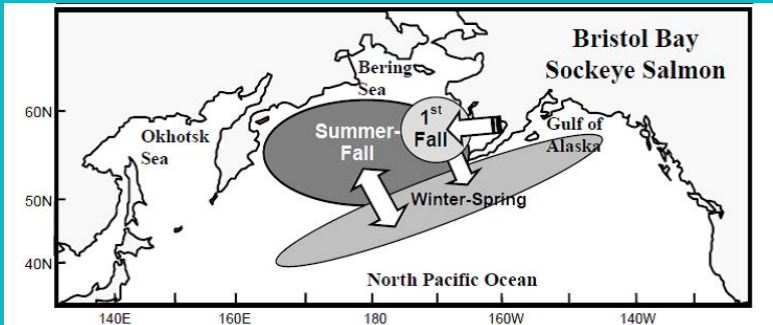 Bristol Bay
Sockeye Salmon
Bering
Sea
60N
Okhotsk
Sea
Summer-
Fall
1st
Fall
Gulf of
Alaska
50N
Winter-Spring
40N
North Pacific Ocean
140E
160E
180
160W
140W